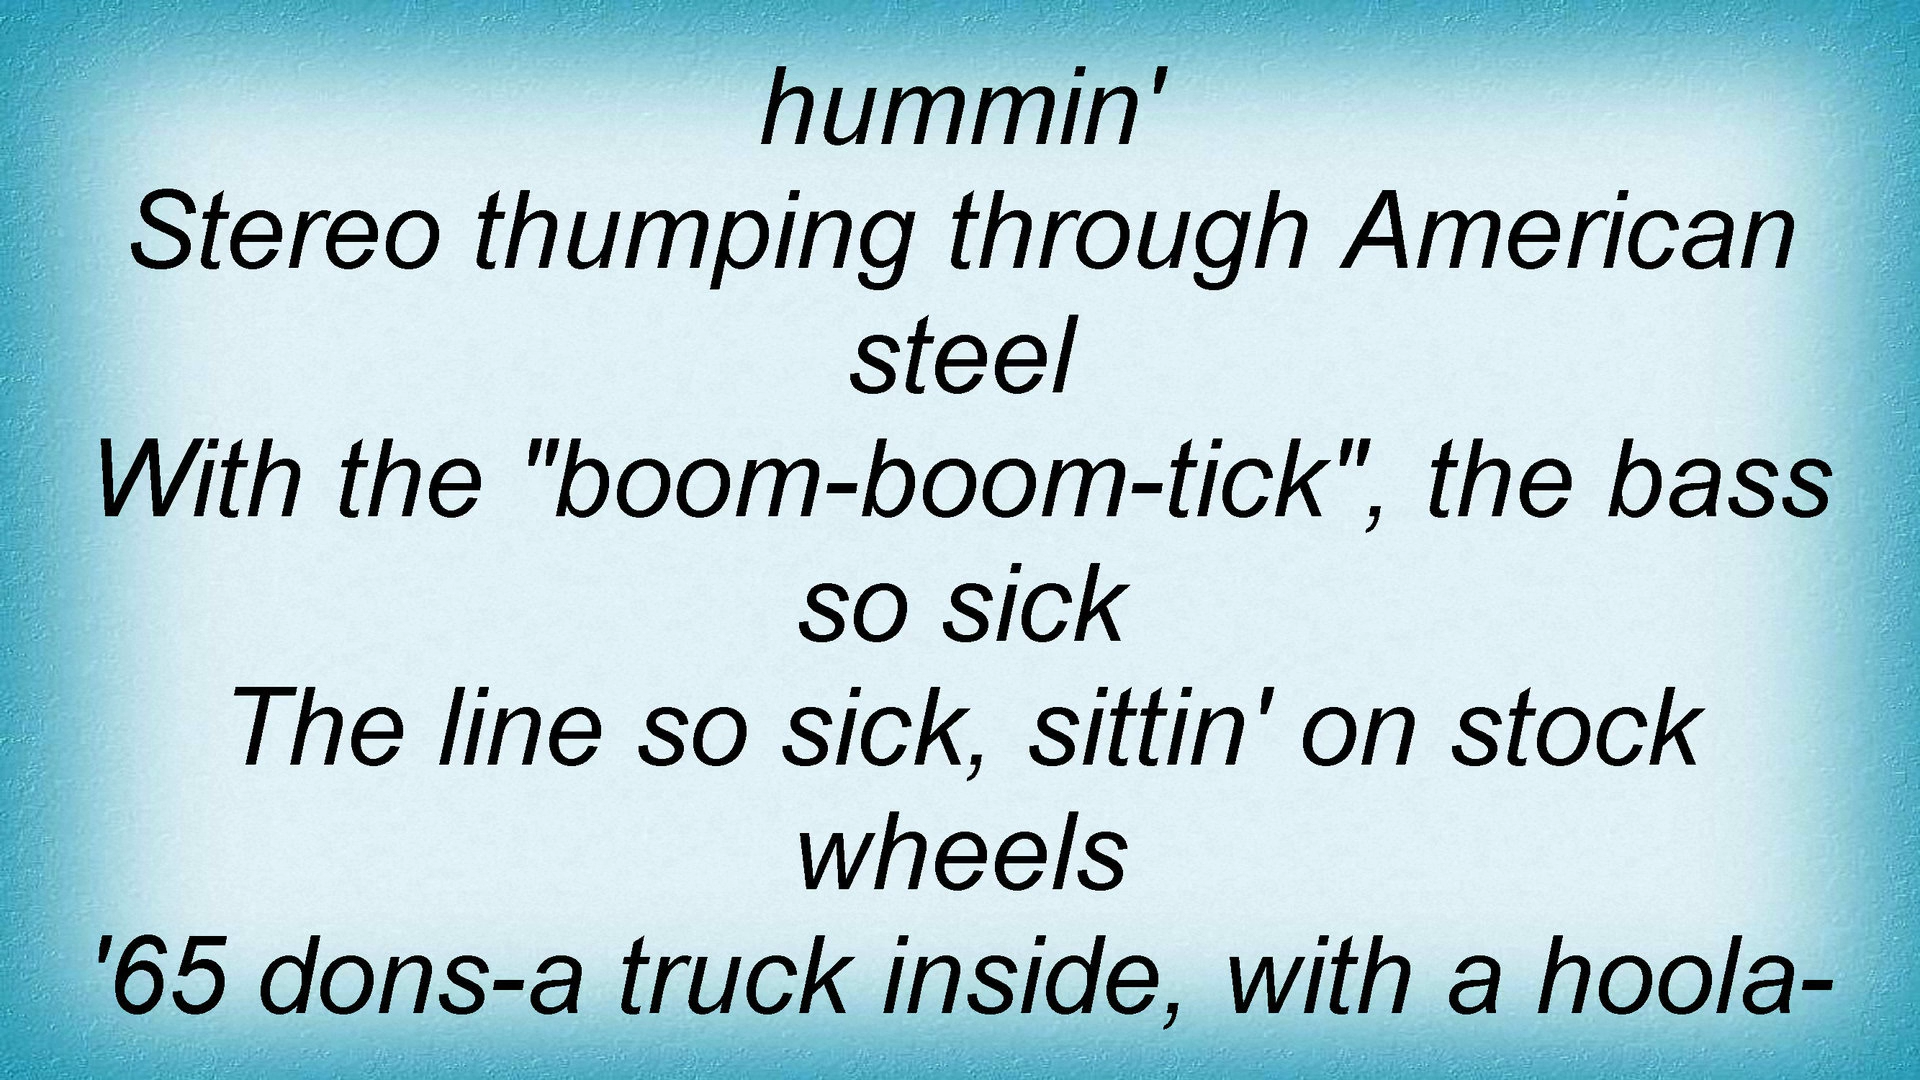 hummin'
Stereo thumping through American
steel
With the "boom-boom-tick", the bass
so sick
The line so sick, sittin' on stock
wheels
'65 dons-a truck inside, with a hoola-